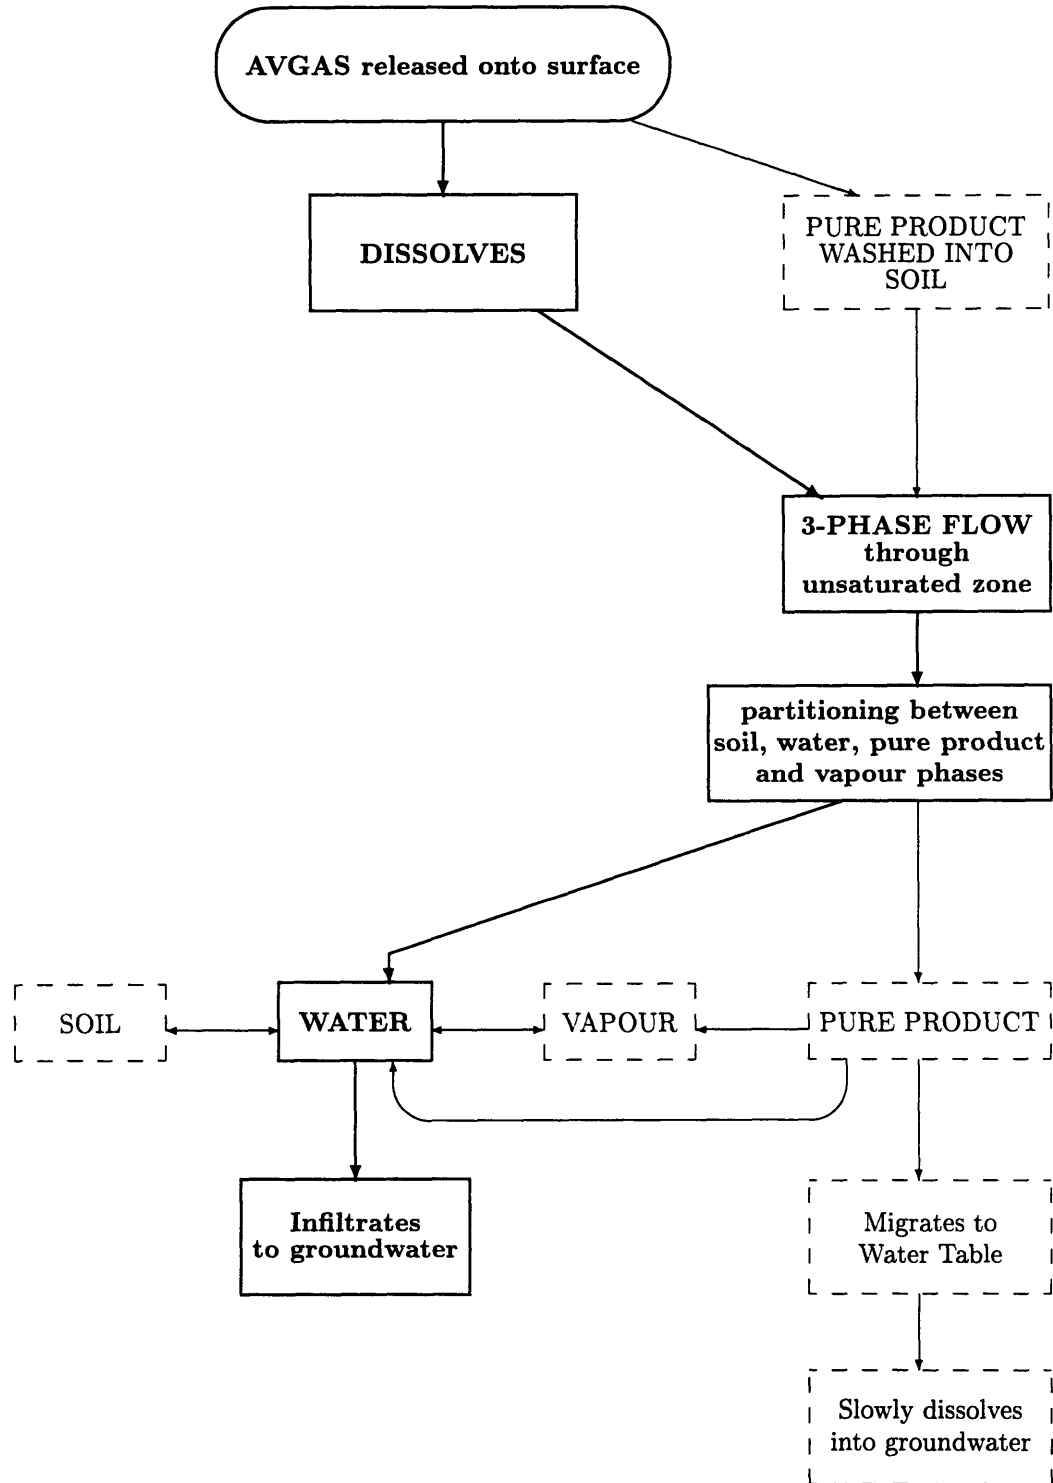 AVGAS released onto surface
DISSOLVES
PURE PRODUCT
WASHED INTO
SOIL
3-PHASE FLOW
through
unsaturated zone
partitioning between
soil, water, pure product
and vapour phases
SOIL
WATER
VAPOUR
PURE PRODUCT
Infiltrates
to groundwater
Migrates to
Water Table
Slowly dissolves
into groundwater